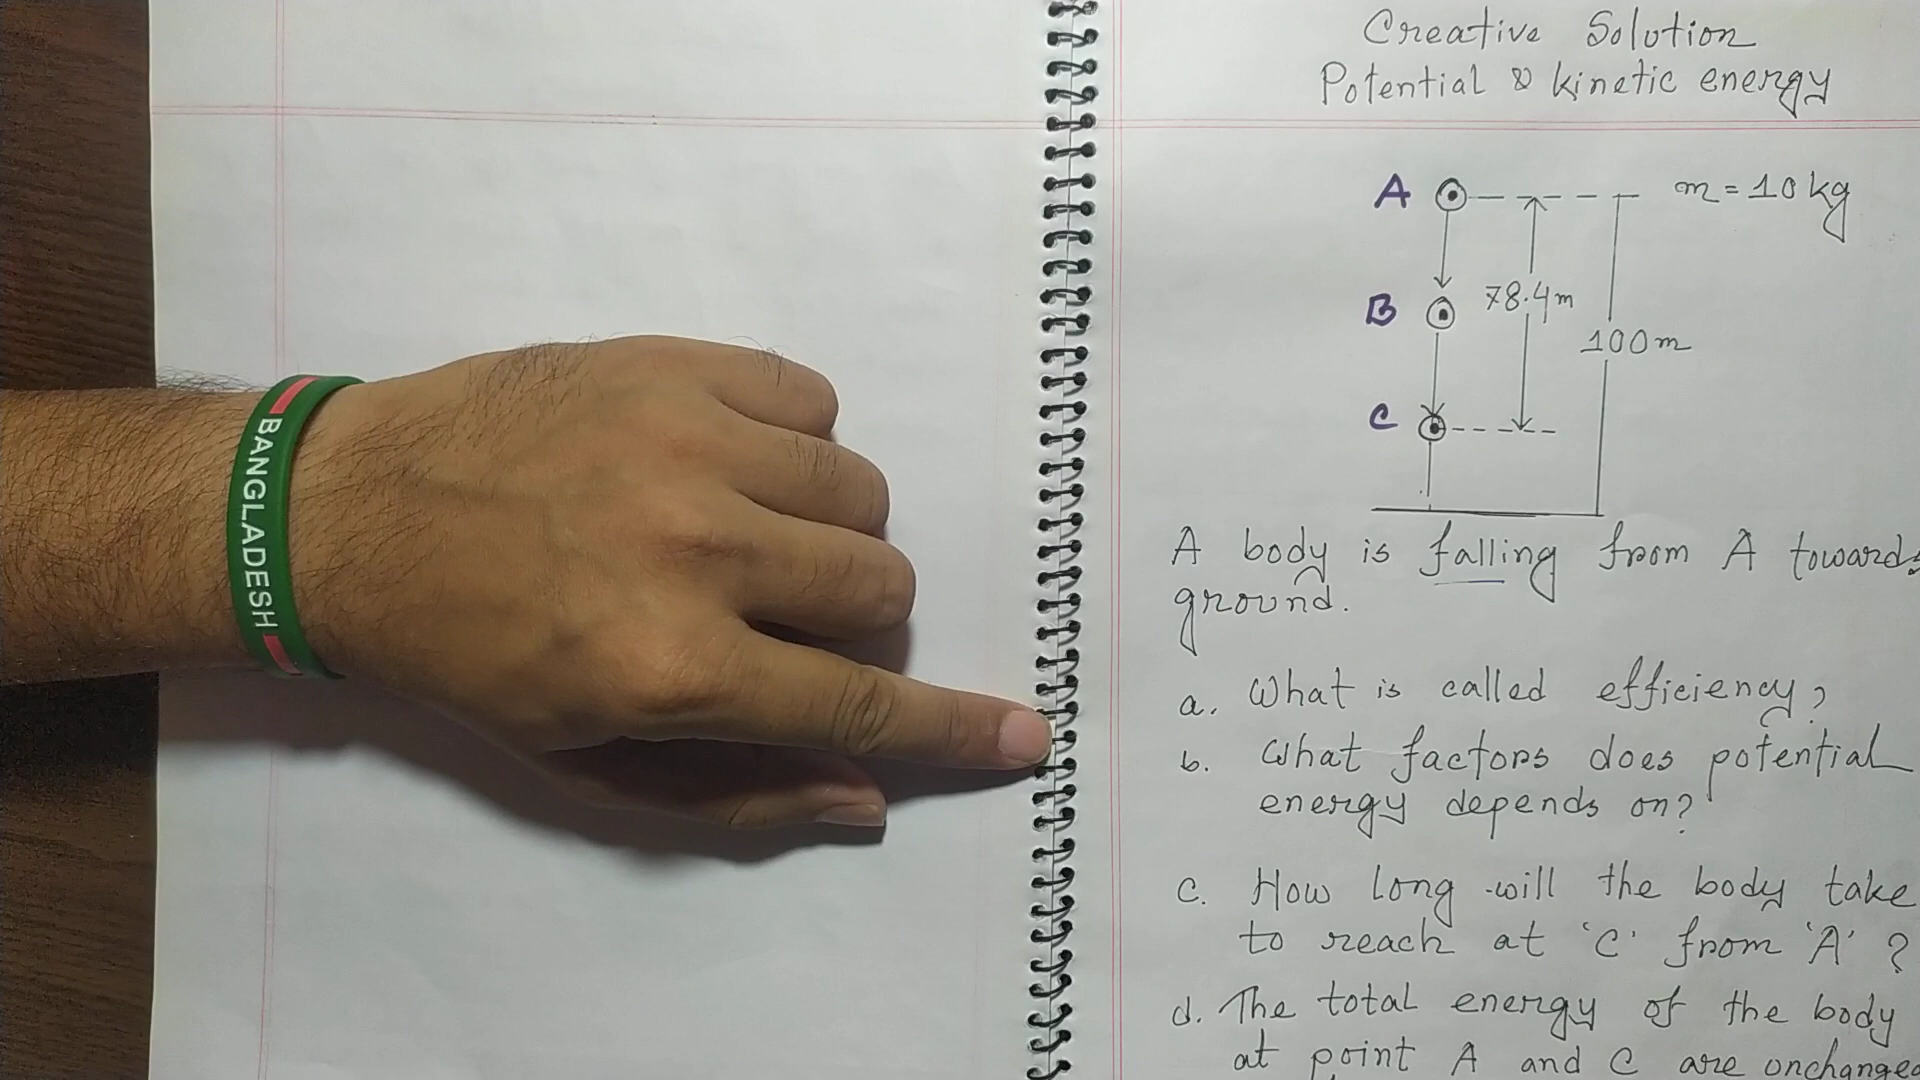 BANGLADESH
Creative Solution
Potential & kinetic energy
A
m = 10 kg
B
78.4m
100m
C
A body is falling from A towards
ground.
a. What is called efficiency?
b. What factors does potential
energy depends on?
c. How long will the body take
to reach at 'C' from 'A' ?
d. The total energy of the body
at point A and C are unchanged